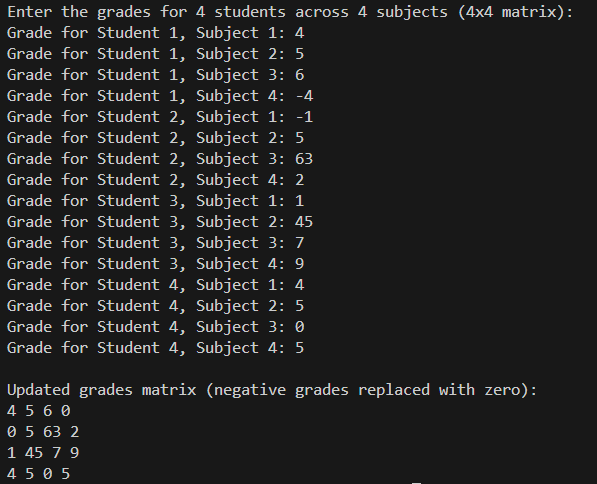 Enter the grades for 4 students across 4 subjects (4x4 matrix):
Grade for Student 1, Subject 1: 4
Grade for Student 1, Subject 2: 5
Grade for Student 1, Subject 3: 6
Grade for Student 1, Subject 4: -4
Grade for Student 2, Subject 1: -1
Grade for Student 2, Subject 2: 5
Grade for Student 2, Subject 3: 63
Grade for Student 2, Subject 4: 2
Grade for Student 3, Subject 1: 1
Grade for Student 3, Subject 2: 45
Grade for Student 3, Subject 3: 7
Grade for Student 3, Subject 4: 9
Grade for Student 4, Subject 1: 4
Grade for Student 4, Subject 2: 5
Grade for Student 4, Subject 3: 0
Grade for Student 4, Subject 4: 5

Updated grades matrix (negative grades replaced with zero):
4 5 6 0
0 5 63 2
1 45 7 9
4 5 0 5